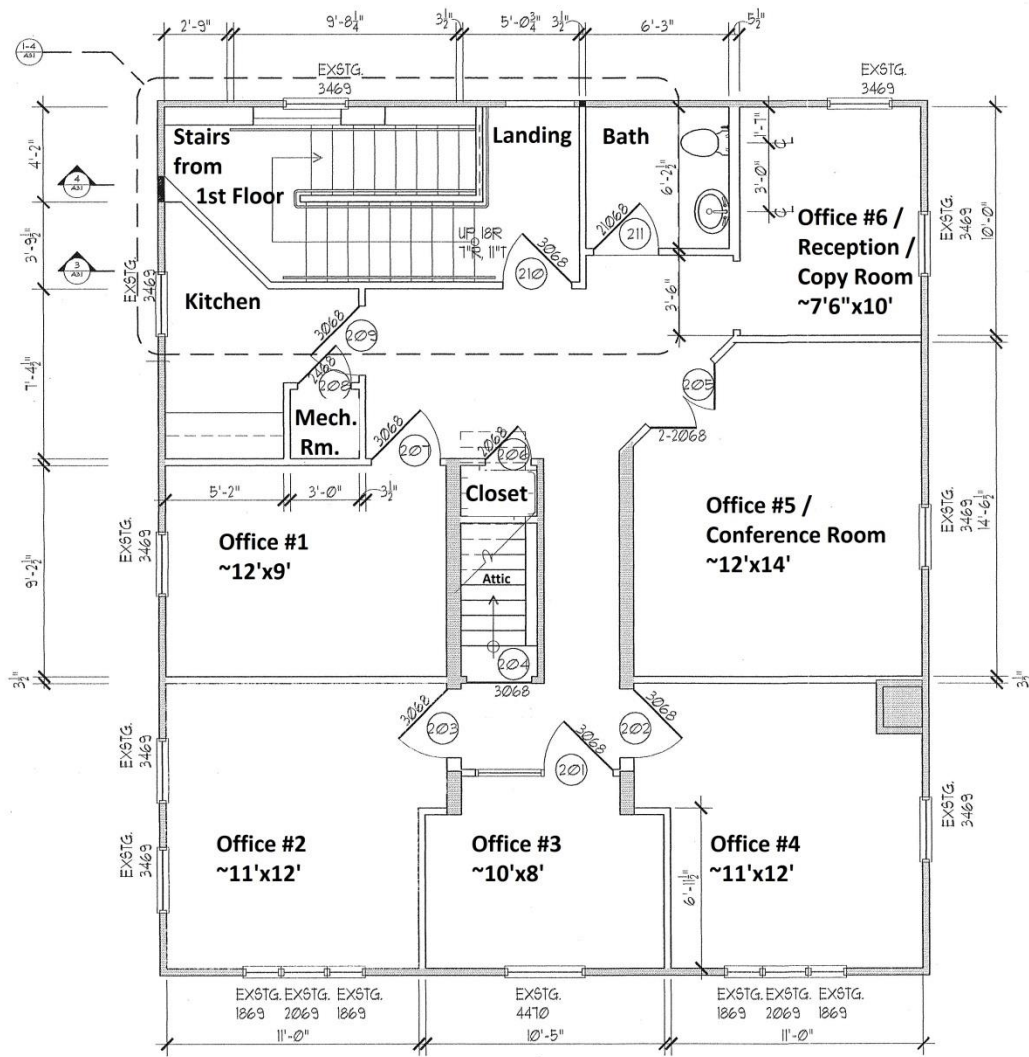 2'-9"
9'-8¼"
3½"
5'-0¾"
3½"
6'-3"
5½"
1-4
AS1
EXSTG.
3469
EXSTG.
3469
4'-2"
4
AS1
3'-9½"
3
AS1
EXSTG.
3469
7'-4½"
9'-2½"
3½"
Stairs
from
1st Floor
UP 18R
7"R, 11"T
Landing
3068
210
Bath
6'-2½"
21068
211
3'-6"
1'-7"
3'-0"
Office #6 /
Reception /
Copy Room
~7'6"x10'
EXSTG.
3469
10'-0"
Kitchen
3068
209
2468
208
Mech.
Rm.
3068
207
2068
206
205
2-2068
5'-2"
3'-0"
3½"
Closet
Office #1
~12'x9'
EXSTG.
3469
Attic
204
3068
Office #5 /
Conference Room
~12'x14'
EXSTG.
3469
14'-6½"
3½"
3068
203
3068
202
3068
201
EXSTG.
3469
EXSTG.
3469
EXSTG.
3469
Office #2
~11'x12'
Office #3
~10'x8'
Office #4
~11'x12'
6'-11½"
EXSTG. EXSTG. EXSTG.
1869 2069 1869
EXSTG.
4470
EXSTG. EXSTG. EXSTG.
1869 2069 1869
11'-0"
10'-5"
11'-0"